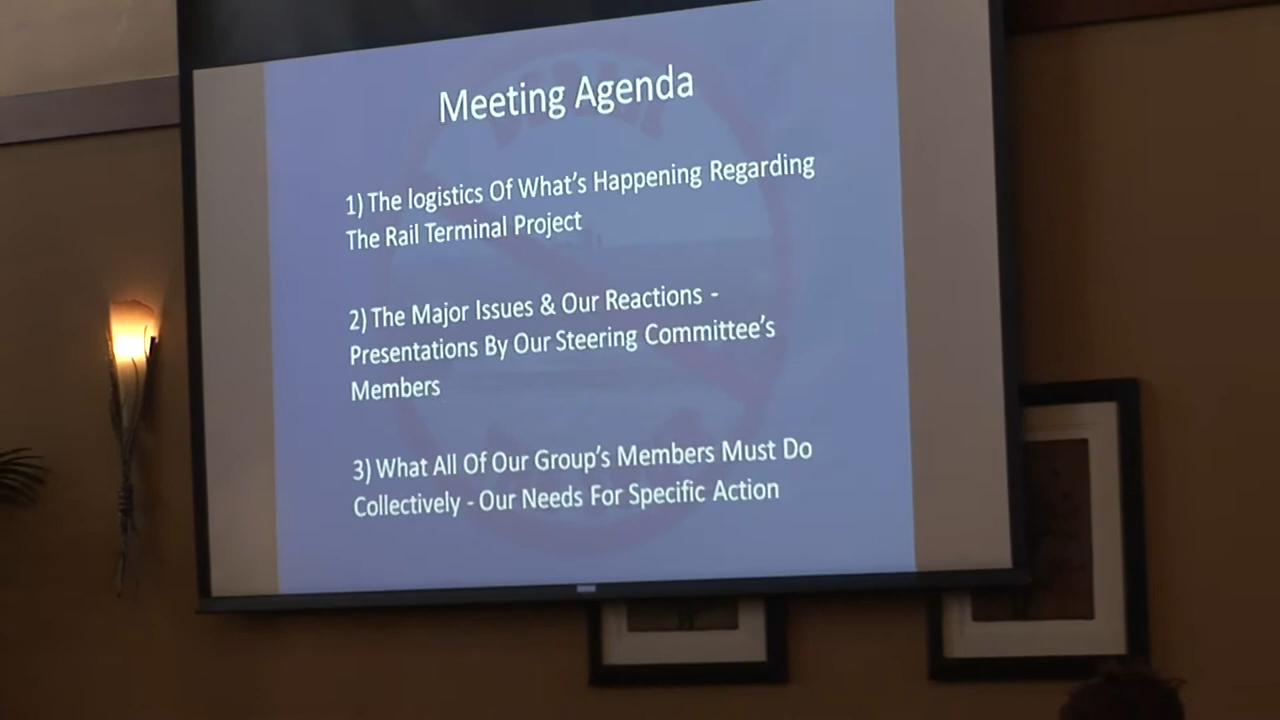 Meeting Agenda
1) The logistics Of What's Happening Regarding
The Rail Terminal Project
2) The Major Issues & Our Reactions -
Presentations By Our Steering Committee's
Members
3) What All Of Our Group's Members Must Do
Collectively - Our Needs For Specific Action